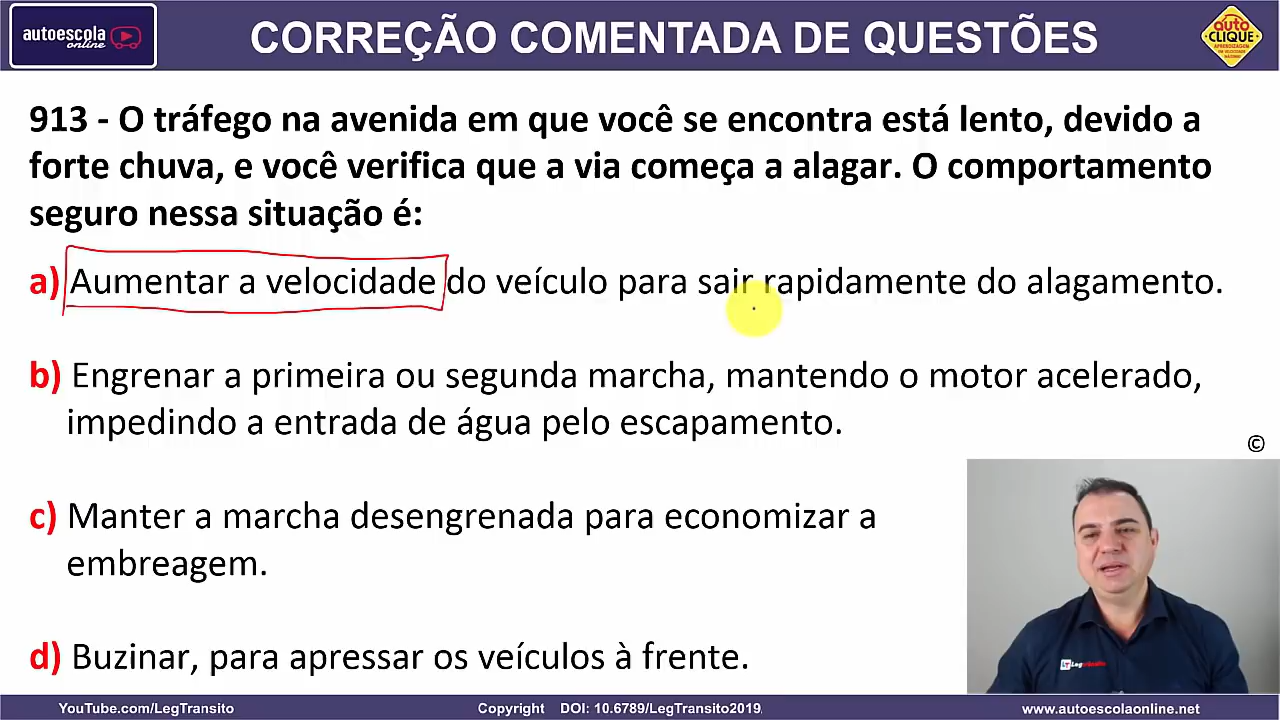 autoescola
online
CORREÇÃO COMENTADA DE QUESTÕES
auto
CLIQUE
913 - O tráfego na avenida em que você se encontra está lento, devido a
forte chuva, e você verifica que a via começa a alagar. O comportamento
seguro nessa situação é:
a) Aumentar a velocidade do veículo para sair rapidamente do alagamento.
b) Engrenar a primeira ou segunda marcha, mantendo o motor acelerado,
impedindo a entrada de água pelo escapamento.
©
c) Manter a marcha desengrenada para economizar a
embreagem.
d) Buzinar, para apressar os veículos à frente.
YouTube.com/LegTransito
Copyright DOI: 10.6789/LegTransito2019
www.autoescolaonline.net